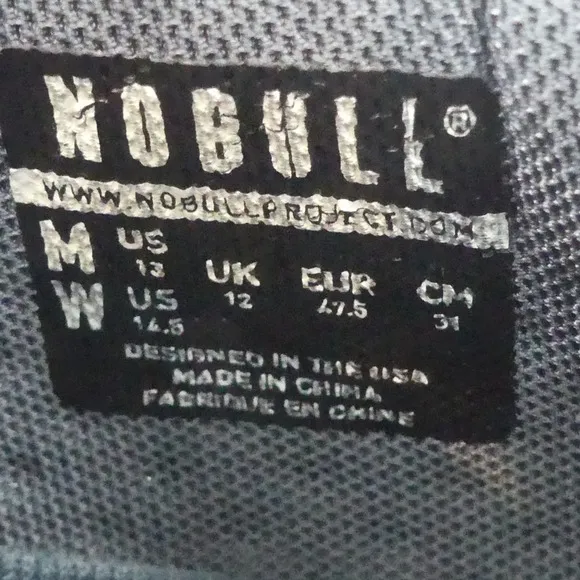 NOBULL®
WWW.NOBULLPROJECT.COM
M US 13 UK 12 EUR 47.5 CM 31
W US 14.5
DESIGNED IN THE USA
MADE IN CHINA
FABRIQUE EN CHINE